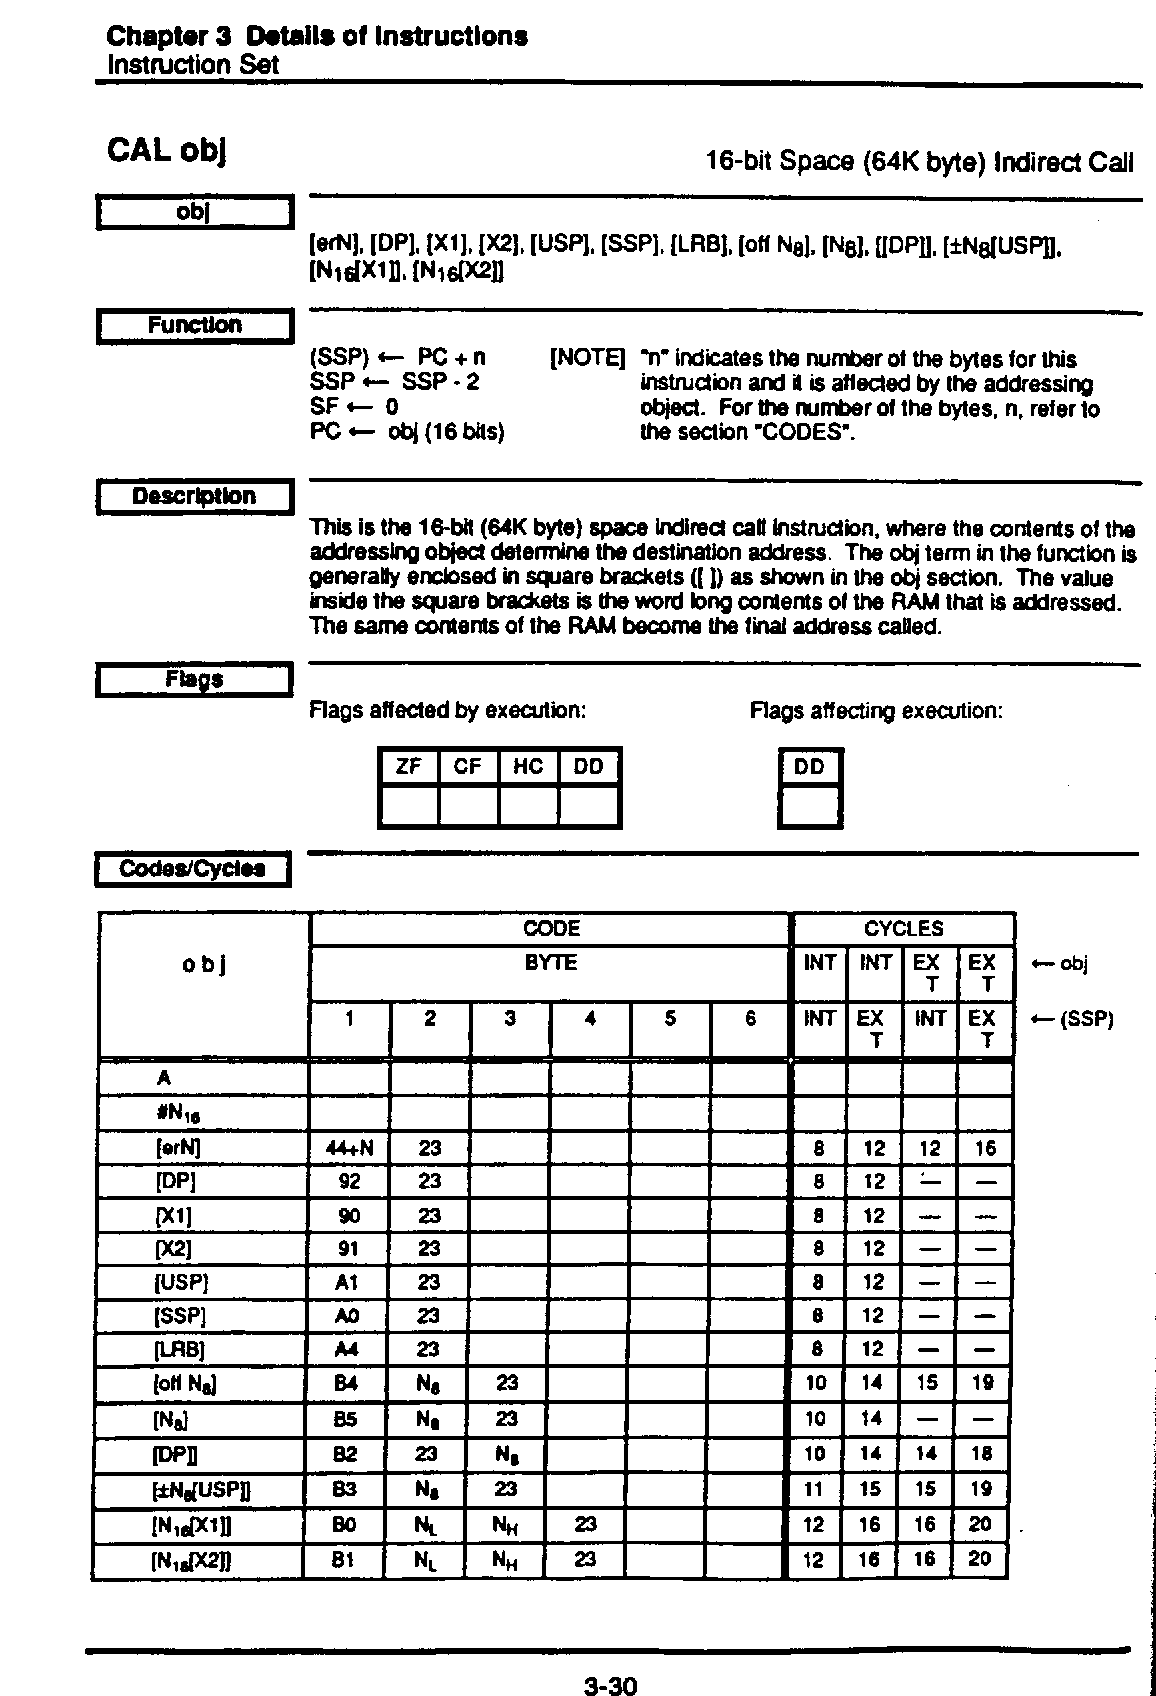 Chapter 3 Details of Instructions
Instruction Set
CAL obj
16-bit Space (64K byte) Indirect Call
obj
[erN], [DP], [X1], [X2], [USP], [SSP], [LRB], [off N8], [N8], [[DP]], [±N8[USP]],
[N16[X1]], [N16[X2]]
Function
(SSP) ← PC + n [NOTE] "n" indicates the number of the bytes for this
SSP ← SSP - 2 instruction and it is affected by the addressing
SF ← 0 object. For the number of the bytes, n, refer to
PC ← obj (16 bits) the section "CODES".
Description
This is the 16-bit (64K byte) space indirect call instruction, where the contents of the
addressing object determine the destination address. The obj term in the function is
generally enclosed in square brackets ([ ]) as shown in the obj section. The value
inside the square brackets is the word long contents of the RAM that is addressed.
The same contents of the RAM become the final address called.
Flags
Flags affected by execution: Flags affecting execution:
ZF CF HC DD DD
Codes/Cycles
CODE CYCLES
obj BYTE INT INT EXT EXT ← obj
1 2 3 4 5 6 INT EXT INT EXT ← (SSP)
A
#N16
[erN] 44+N 23 8 12 12 16
[DP] 92 23 8 12 — —
[X1] 90 23 8 12 — —
[X2] 91 23 8 12 — —
[USP] A1 23 8 12 — —
[SSP] A0 23 8 12 — —
[LRB] A4 23 8 12 — —
[off N8] B4 N8 23 10 14 15 19
[N8] B5 N8 23 10 14 — —
[DP]] B2 23 N8 10 14 14 18
[±N8[USP]] B3 N8 23 11 15 15 19
[N16[X1]] B0 NL NH 23 12 16 16 20
[N16[X2]] B1 NL NH 23 12 16 16 20
3-30